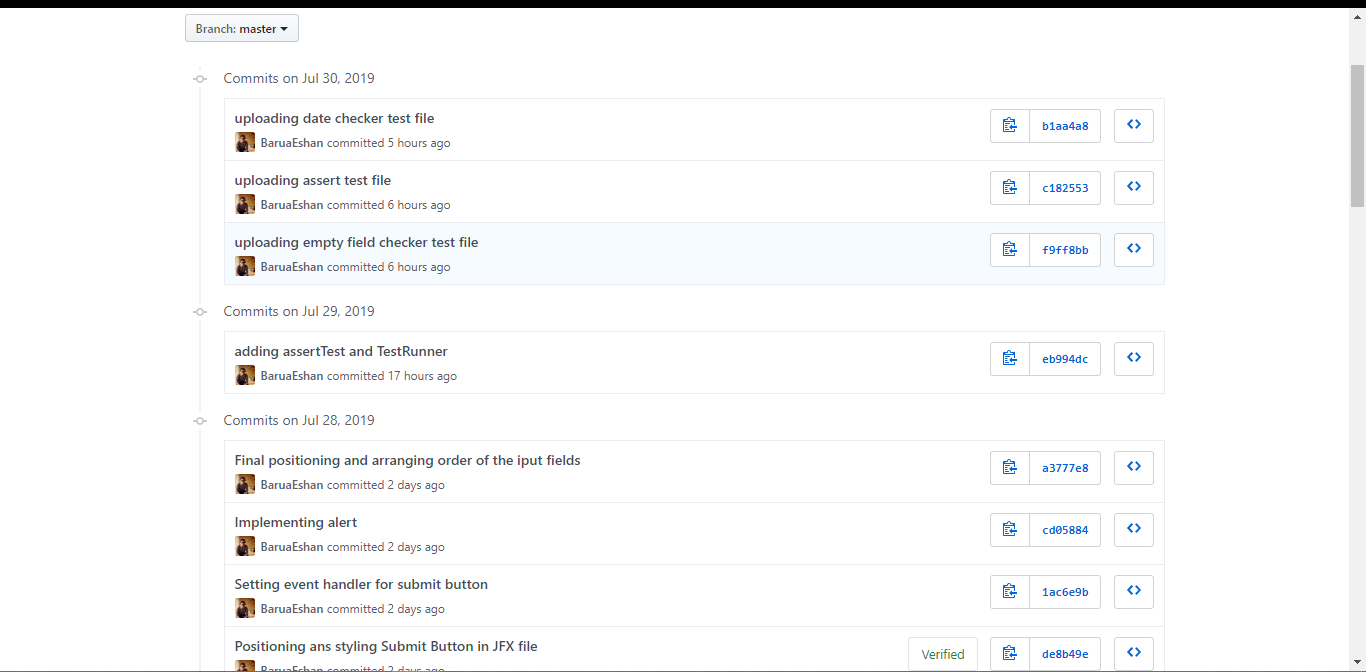 Branch: master
Commits on Jul 30, 2019
uploading date checker test file
b1aa4a8
BaruaEshan committed 5 hours ago
uploading assert test file
c182553
BaruaEshan committed 6 hours ago
uploading empty field checker test file
f9ff8bb
BaruaEshan committed 6 hours ago
Commits on Jul 29, 2019
adding assertTest and TestRunner
eb994dc
BaruaEshan committed 17 hours ago
Commits on Jul 28, 2019
Final positioning and arranging order of the iput fields
a3777e8
BaruaEshan committed 2 days ago
Implementing alert
cd05884
BaruaEshan committed 2 days ago
Setting event handler for submit button
1ac6e9b
BaruaEshan committed 2 days ago
Positioning ans styling Submit Button in JFX file
Verified
de8b49e
BaruaEshan committed 2 days ago